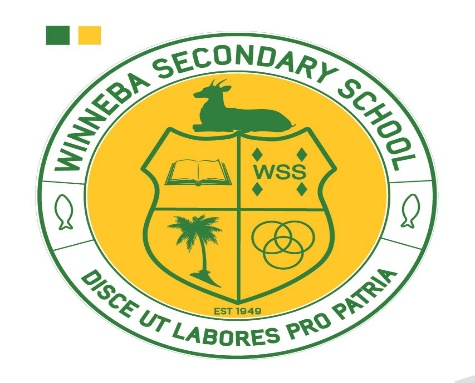 WINNEBA SECONDARY SCHOOL
WSS
EST 1949
DISCE UT LABORES PRO PATRIA